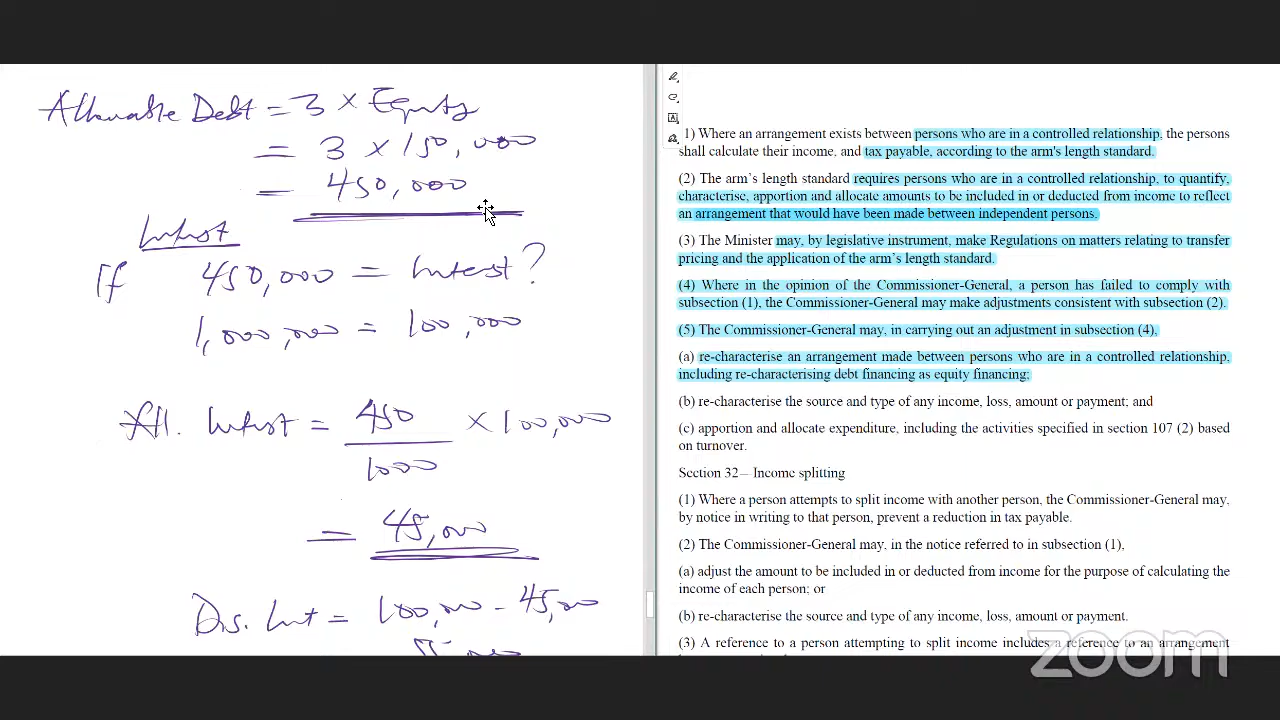 Allowable Debt = 3 × Equity
= 3 × 150,000
= 450,000
Interest
If 450,000 = Interest?
1,000,000 = 100,000
All. Interest = 450 × 100,000
1000
= 45,000
Dis. Int = 100,000 - 45,000
1) Where an arrangement exists between persons who are in a controlled relationship, the persons
shall calculate their income, and tax payable, according to the arm's length standard.
(2) The arm's length standard requires persons who are in a controlled relationship, to quantify,
characterise, apportion and allocate amounts to be included in or deducted from income to reflect
an arrangement that would have been made between independent persons.
(3) The Minister may, by legislative instrument, make Regulations on matters relating to transfer
pricing and the application of the arm's length standard.
(4) Where in the opinion of the Commissioner-General, a person has failed to comply with
subsection (1), the Commissioner-General may make adjustments consistent with subsection (2).
(5) The Commissioner-General may, in carrying out an adjustment in subsection (4),
(a) re-characterise an arrangement made between persons who are in a controlled relationship,
including re-characterising debt financing as equity financing;
(b) re-characterise the source and type of any income, loss, amount or payment; and
(c) apportion and allocate expenditure, including the activities specified in section 107 (2) based
on turnover.
Section 32— Income splitting
(1) Where a person attempts to split income with another person, the Commissioner-General may,
by notice in writing to that person, prevent a reduction in tax payable.
(2) The Commissioner-General may, in the notice referred to in subsection (1),
(a) adjust the amount to be included in or deducted from income for the purpose of calculating the
income of each person; or
(b) re-characterise the source and type of any income, loss, amount or payment.
(3) A reference to a person attempting to split income includes a reference to an arrangement
zoom